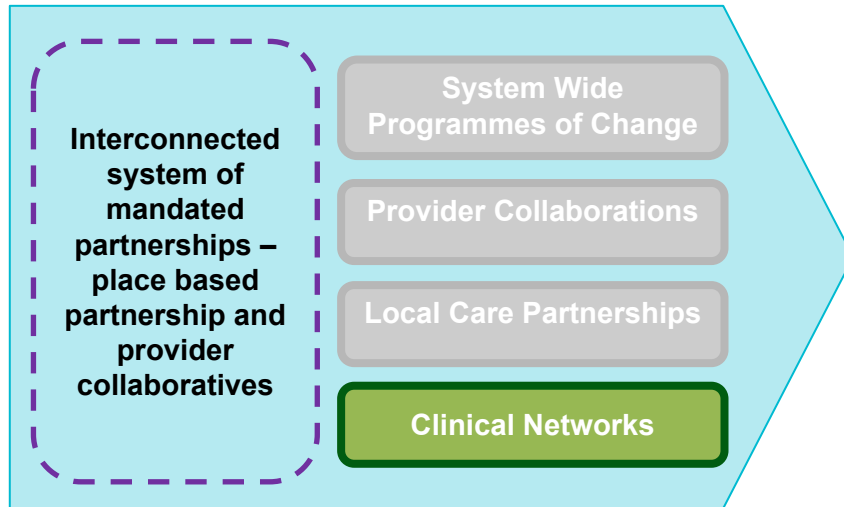 Interconnected
system of
mandated
partnerships –
place based
partnership and
provider
collaboratives
System Wide
Programmes of Change
Provider Collaborations
Local Care Partnerships
Clinical Networks